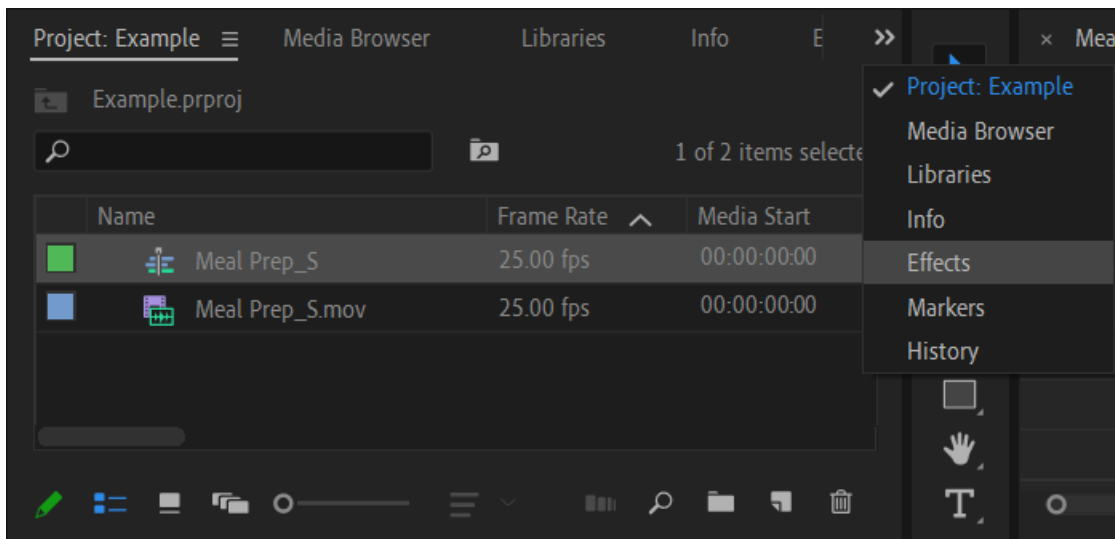 Project: Example Media Browser Libraries Info E Mea
Example.prproj
1 of 2 items selecte
Project: Example
Media Browser
Libraries
Info
Effects
Markers
History
Name Frame Rate Media Start
Meal Prep_S 25.00 fps 00:00:00:00
Meal Prep_S.mov 25.00 fps 00:00:00:00
T